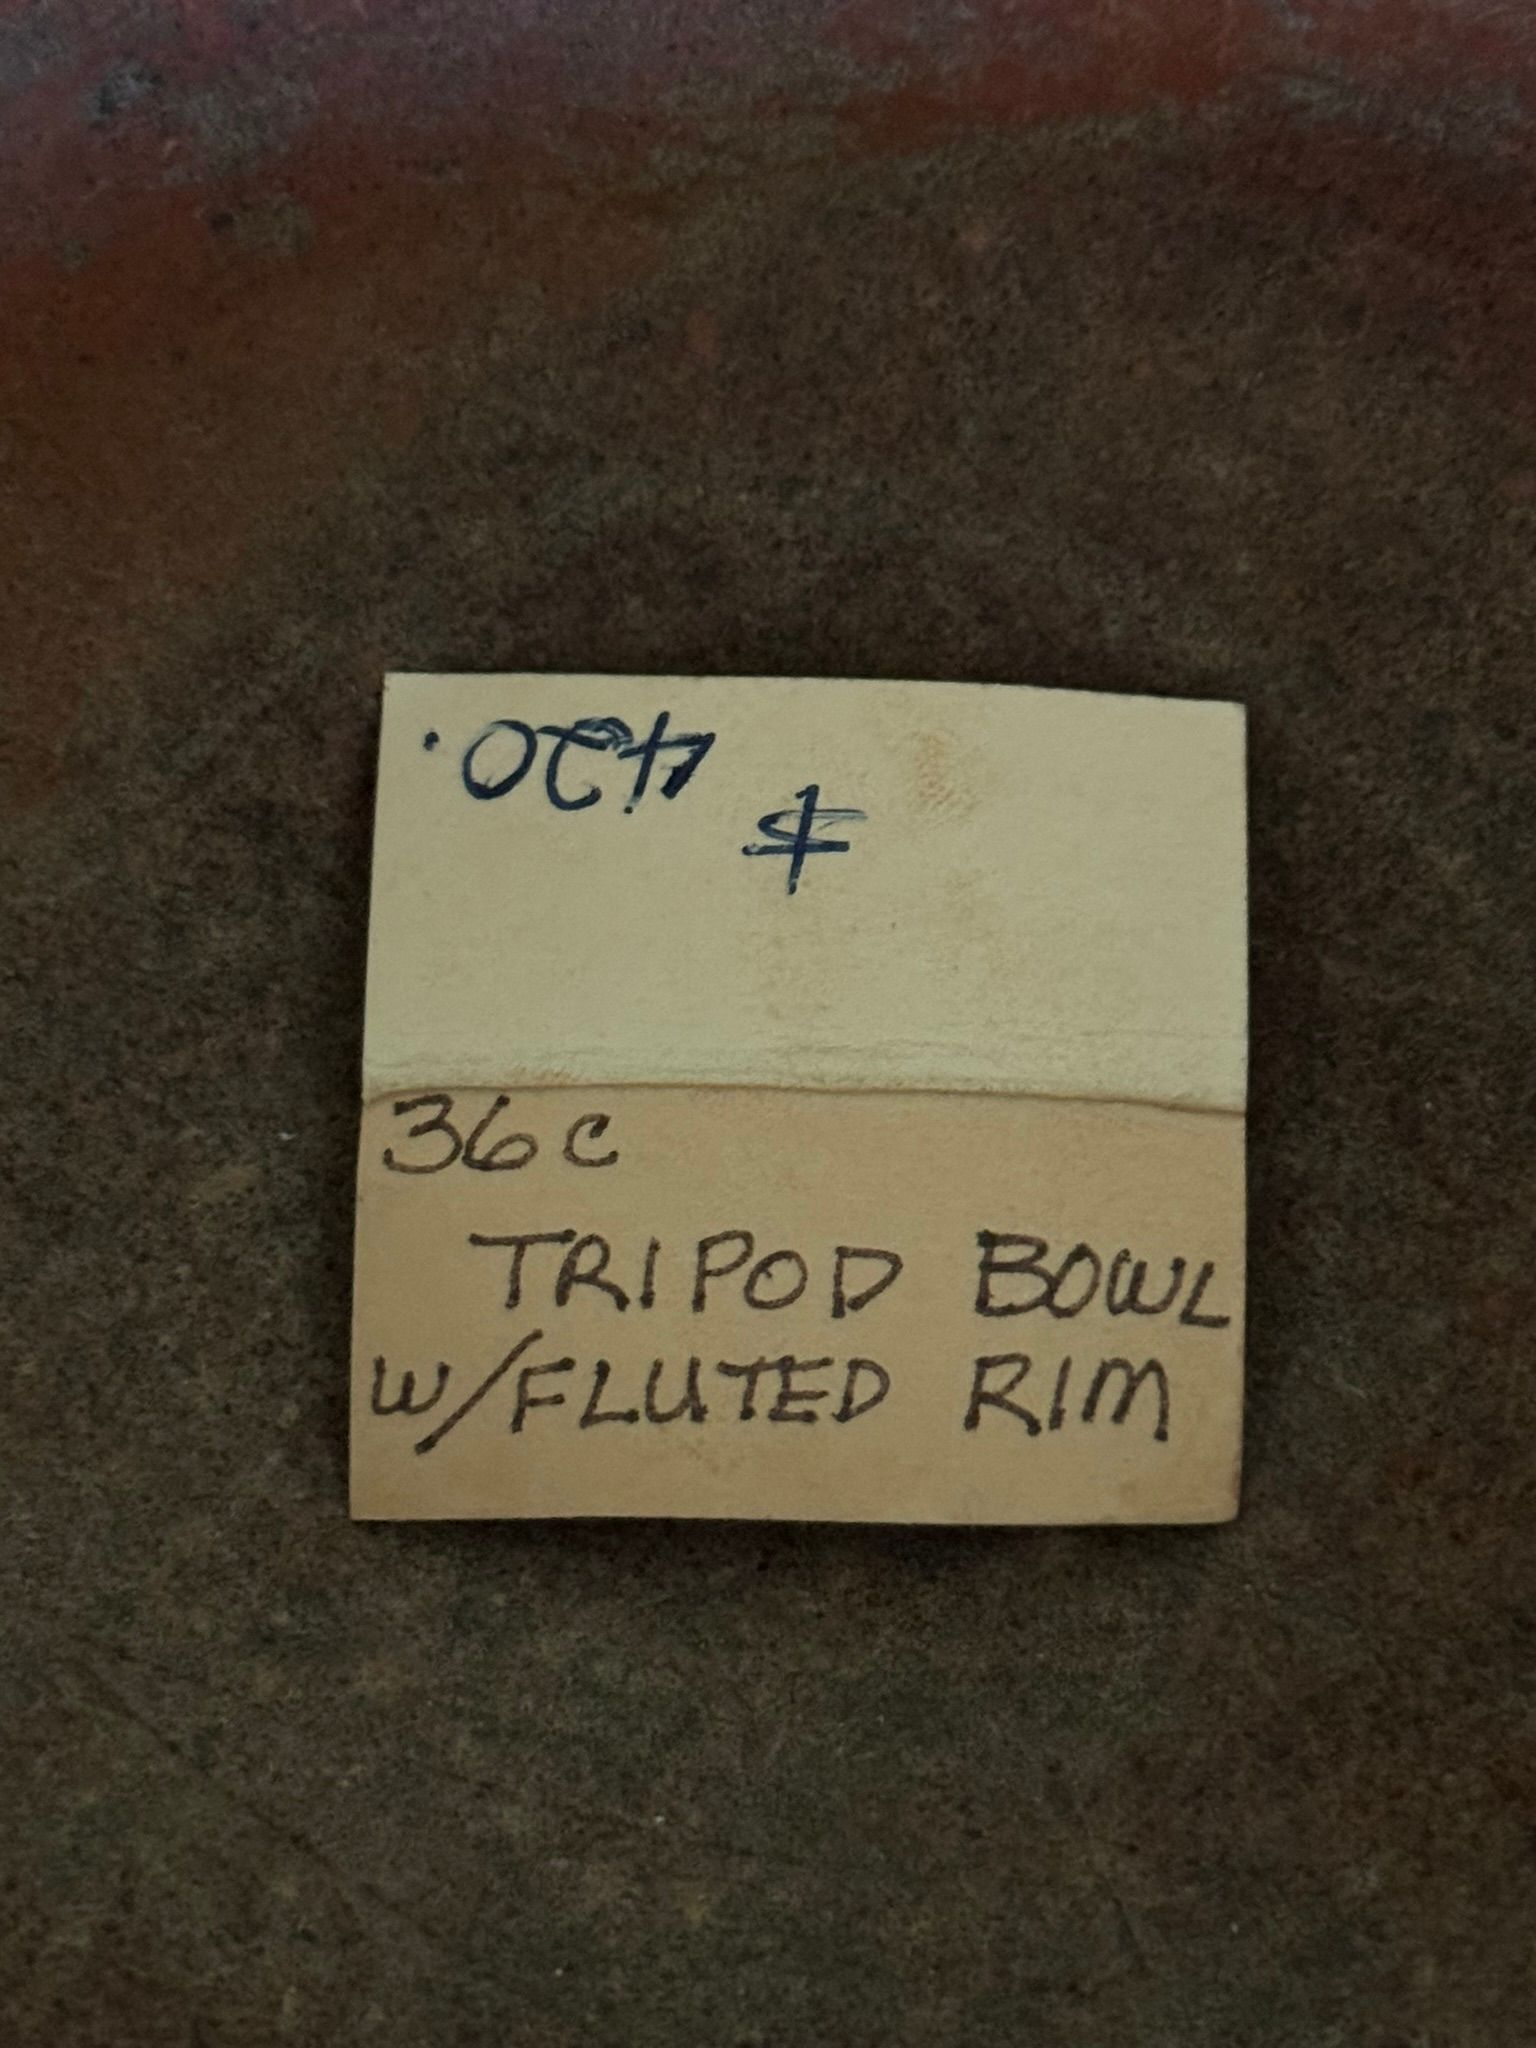 $ 420.
36c
TRIPOD BOWL
W/FLUTED RIM